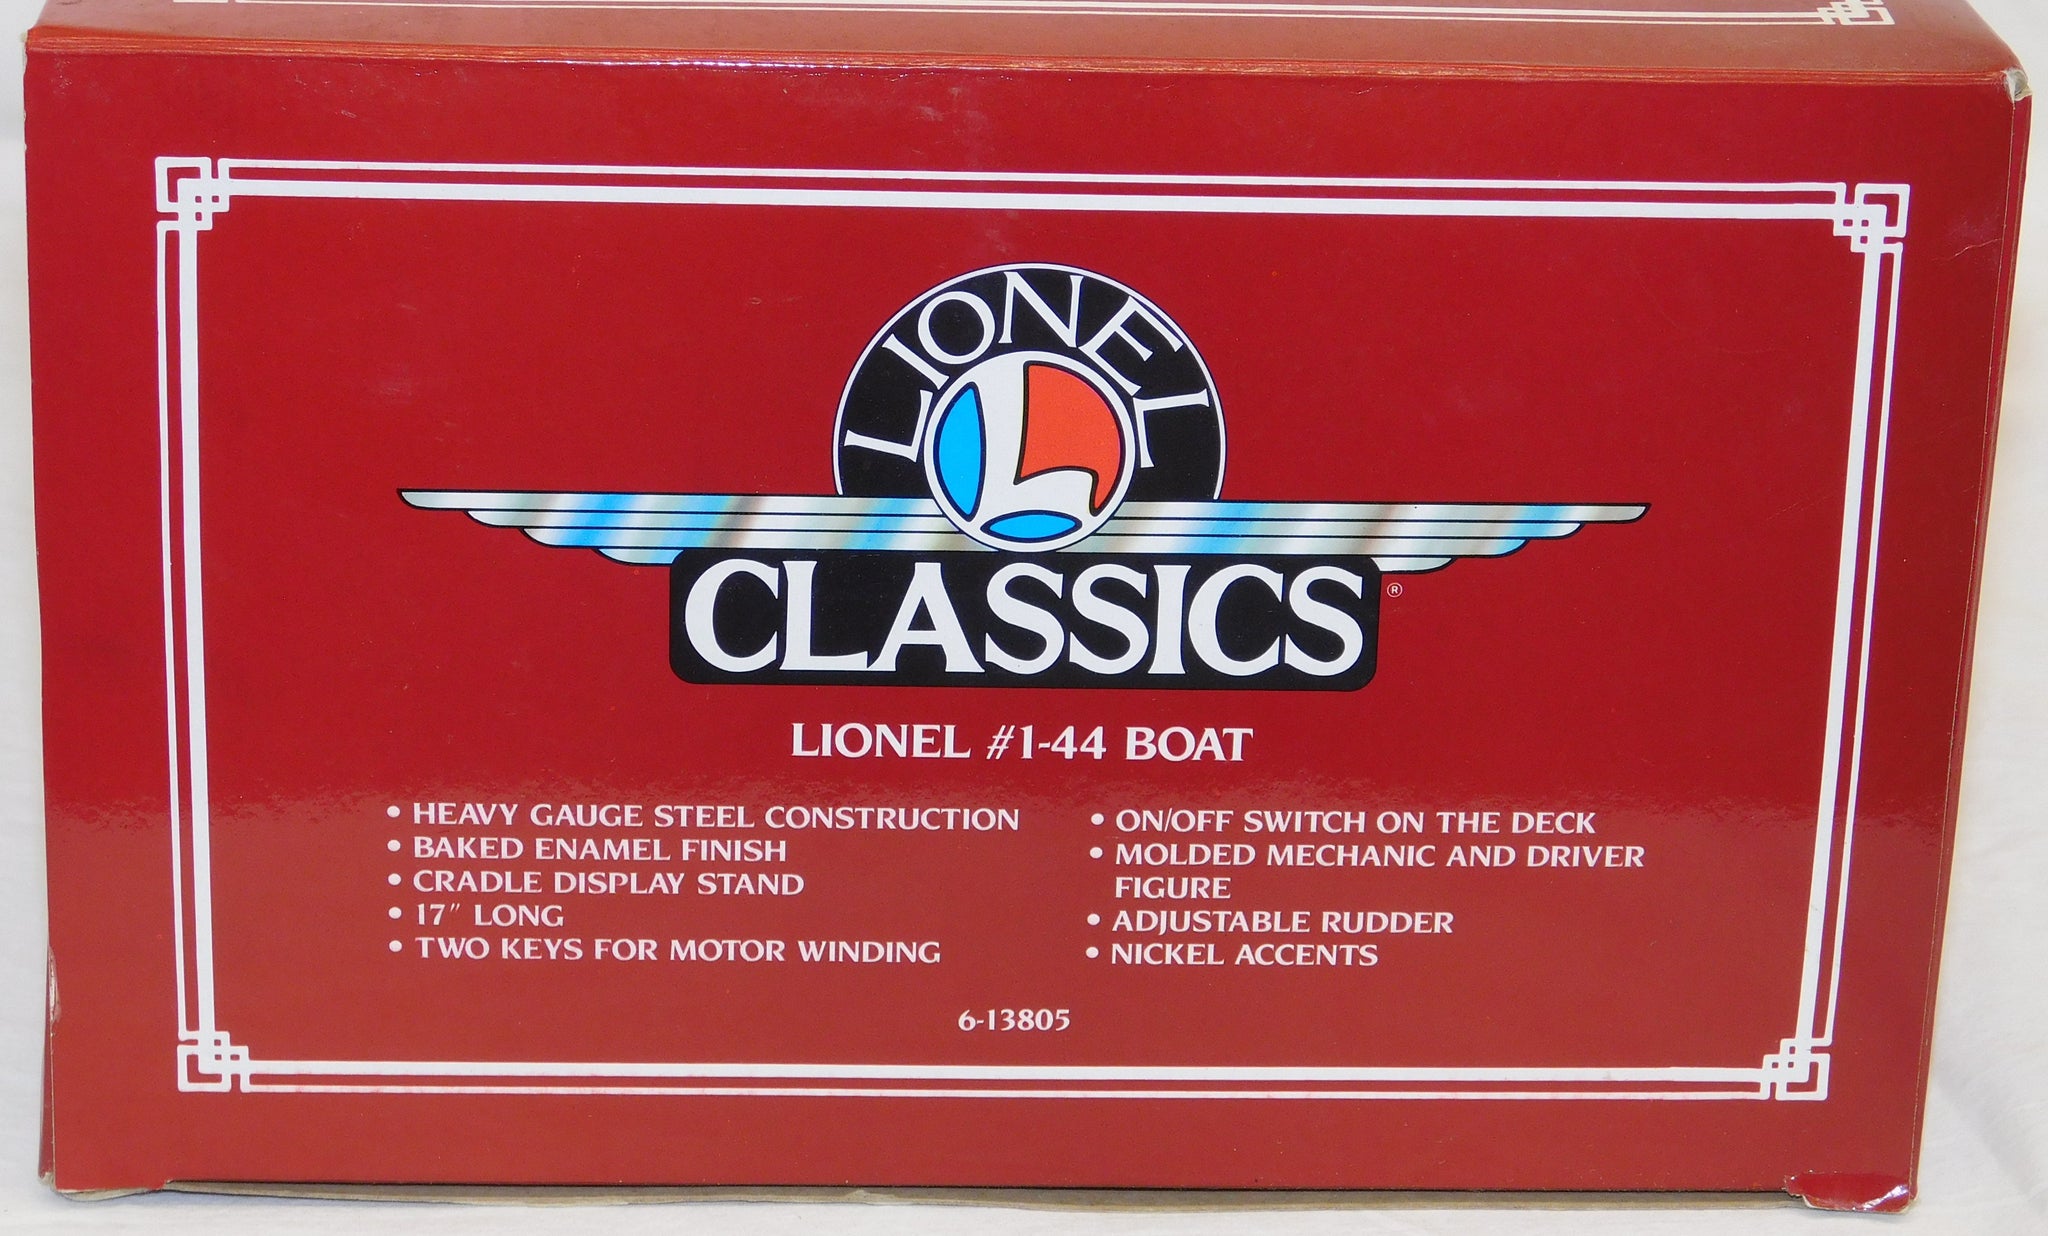 LIONEL
L
CLASSICS®
LIONEL #1-44 BOAT
• HEAVY GAUGE STEEL CONSTRUCTION
• BAKED ENAMEL FINISH
• CRADLE DISPLAY STAND
• 17" LONG
• TWO KEYS FOR MOTOR WINDING
• ON/OFF SWITCH ON THE DECK
• MOLDED MECHANIC AND DRIVER
FIGURE
• ADJUSTABLE RUDDER
• NICKEL ACCENTS
6-13805